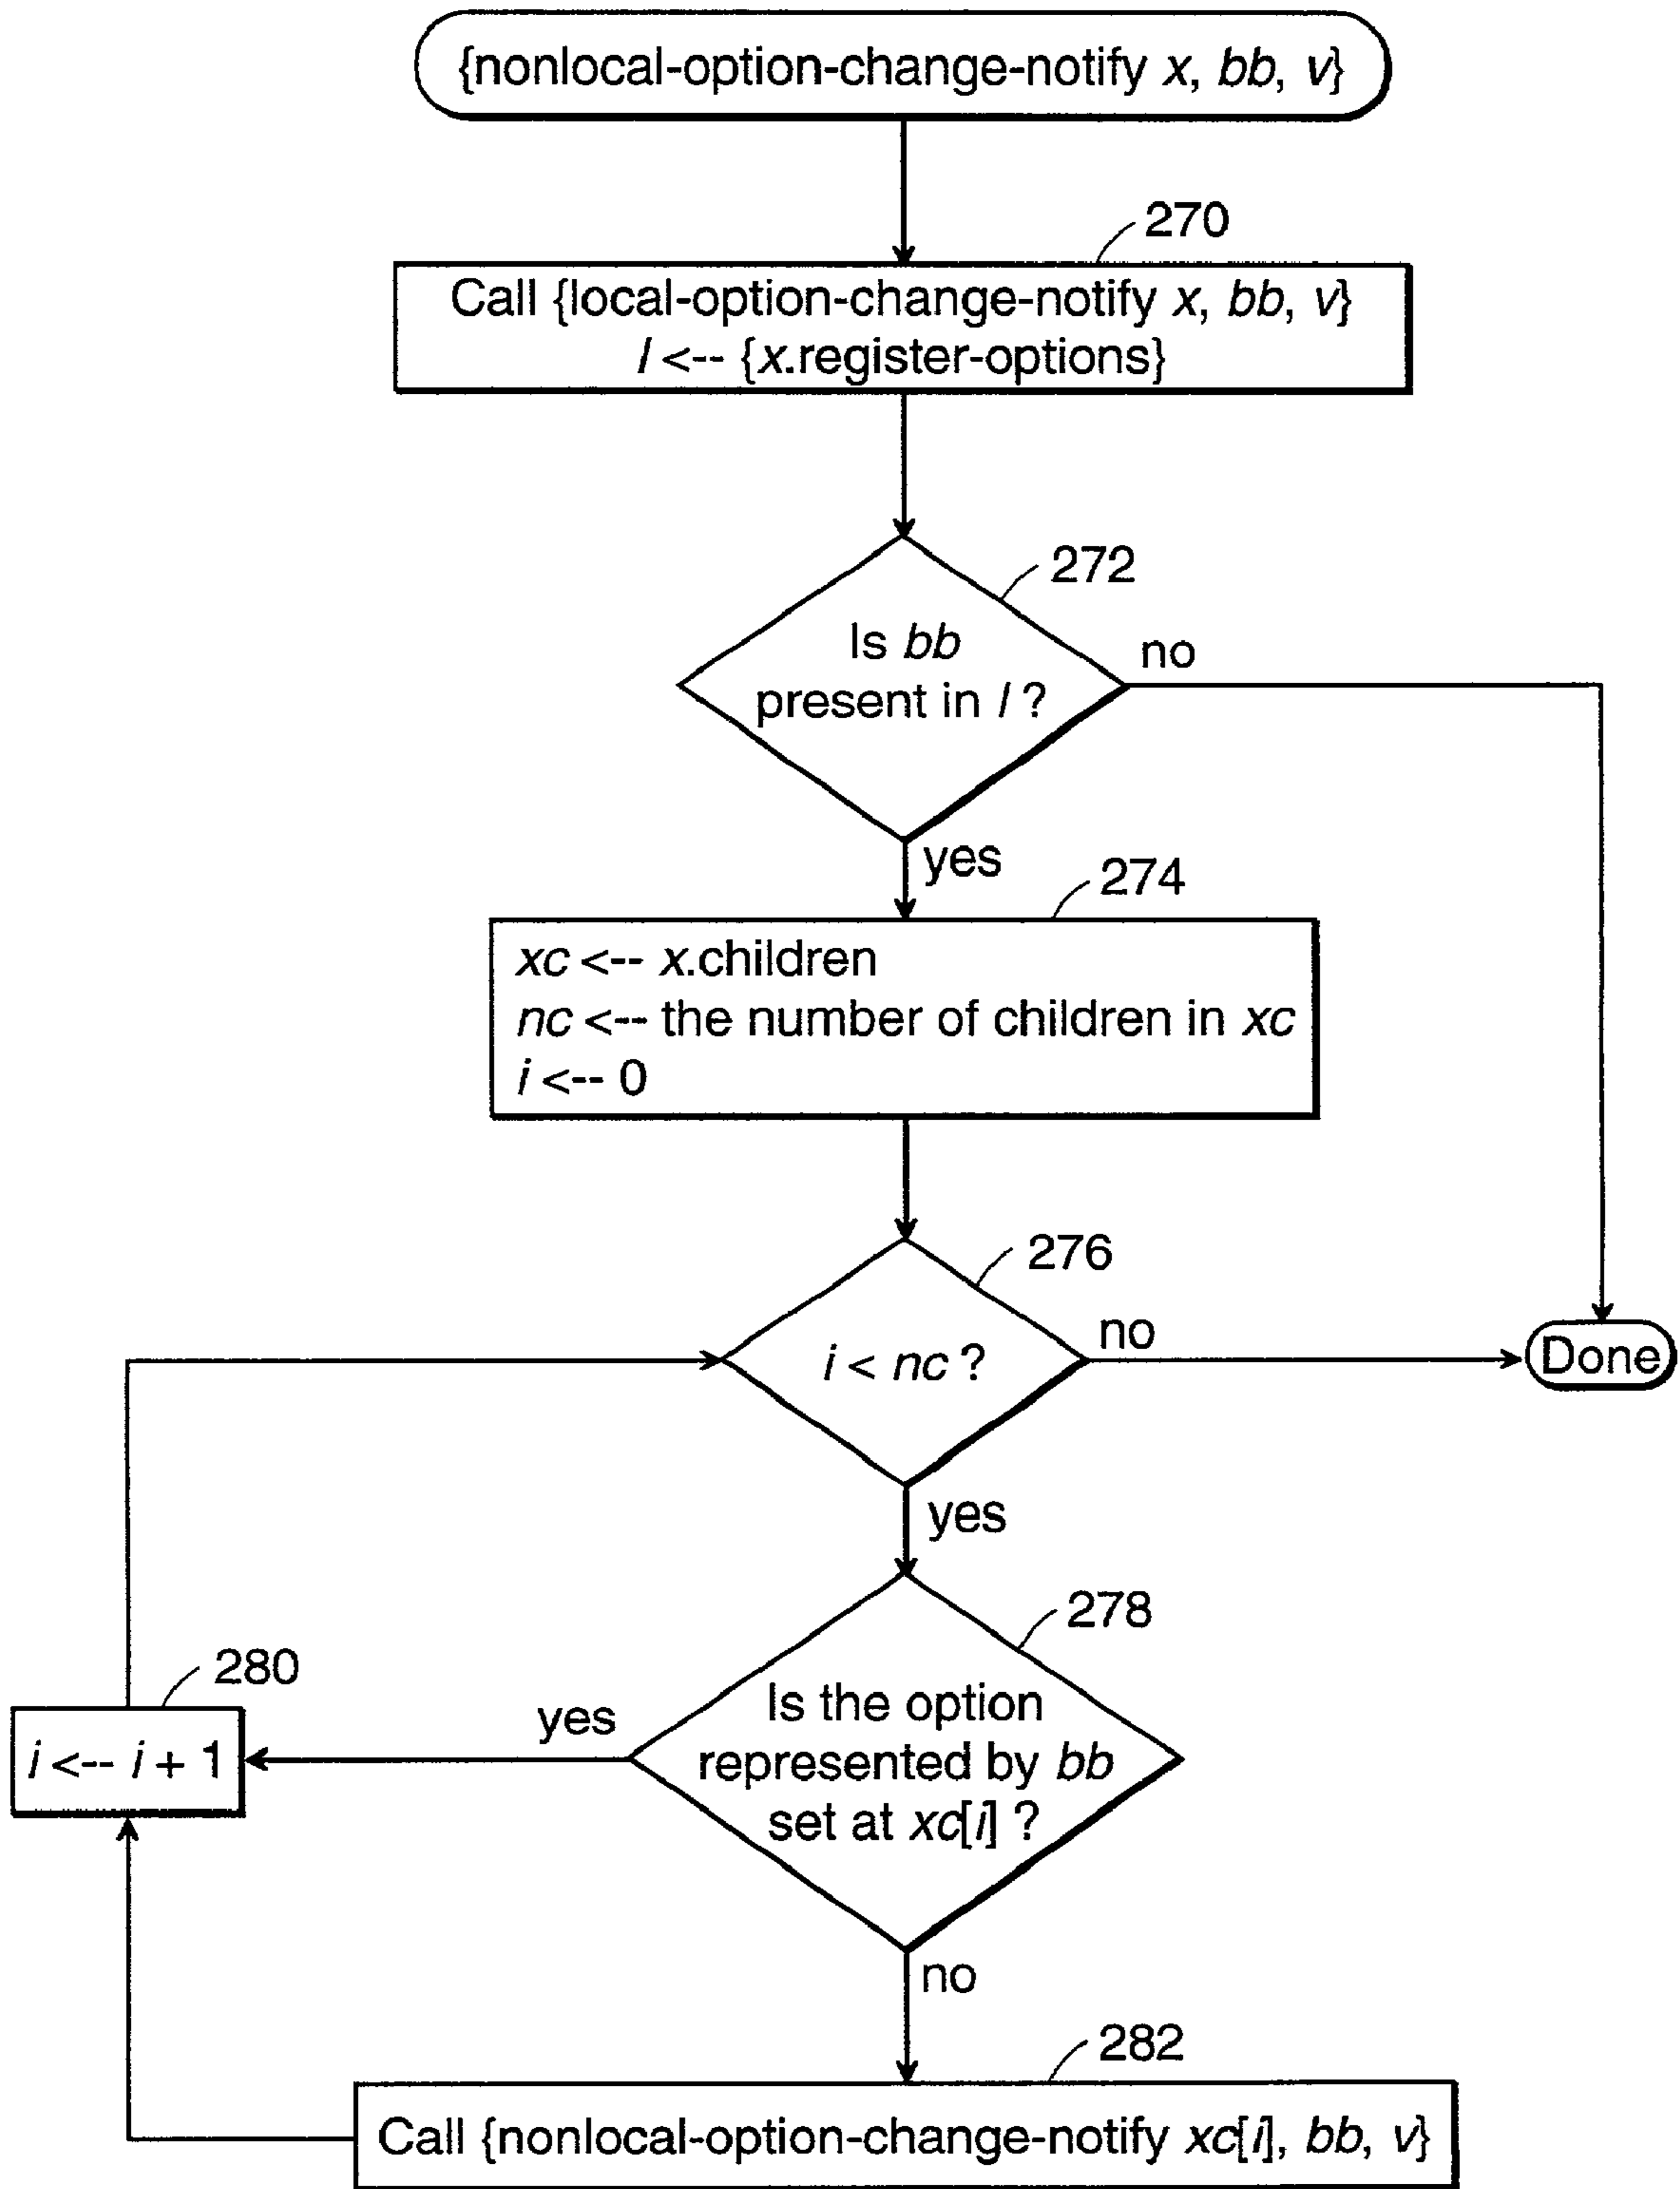 {nonlocal-option-change-notify x, bb, v}
270
Call {local-option-change-notify x, bb, v}
l <-- {x.register-options}
272
Is bb
present in l ?
no
yes
274
xc <-- x.children
nc <-- the number of children in xc
i <-- 0
276
i < nc ?
no
Done
yes
278
280
Is the option
represented by bb
set at xc[i] ?
yes
i <-- i + 1
no
282
Call {nonlocal-option-change-notify xc[i], bb, v}